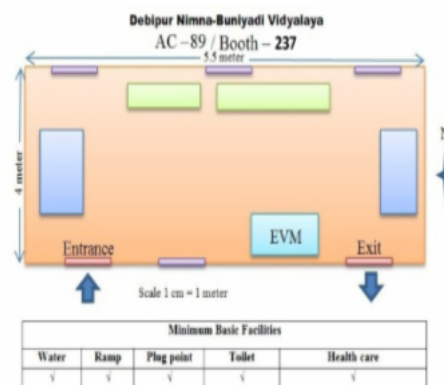 Debipur Nimna-Buniyadi Vidyalaya
AC –89 / Booth – 237
5.5 meter
4 meter
N
EVM
Entrance
Exit
Scale 1 cm = 1 meter
Minimum Basic Facilities
Water Ramp Plug point Toilet Health care
√ √ √ √ √